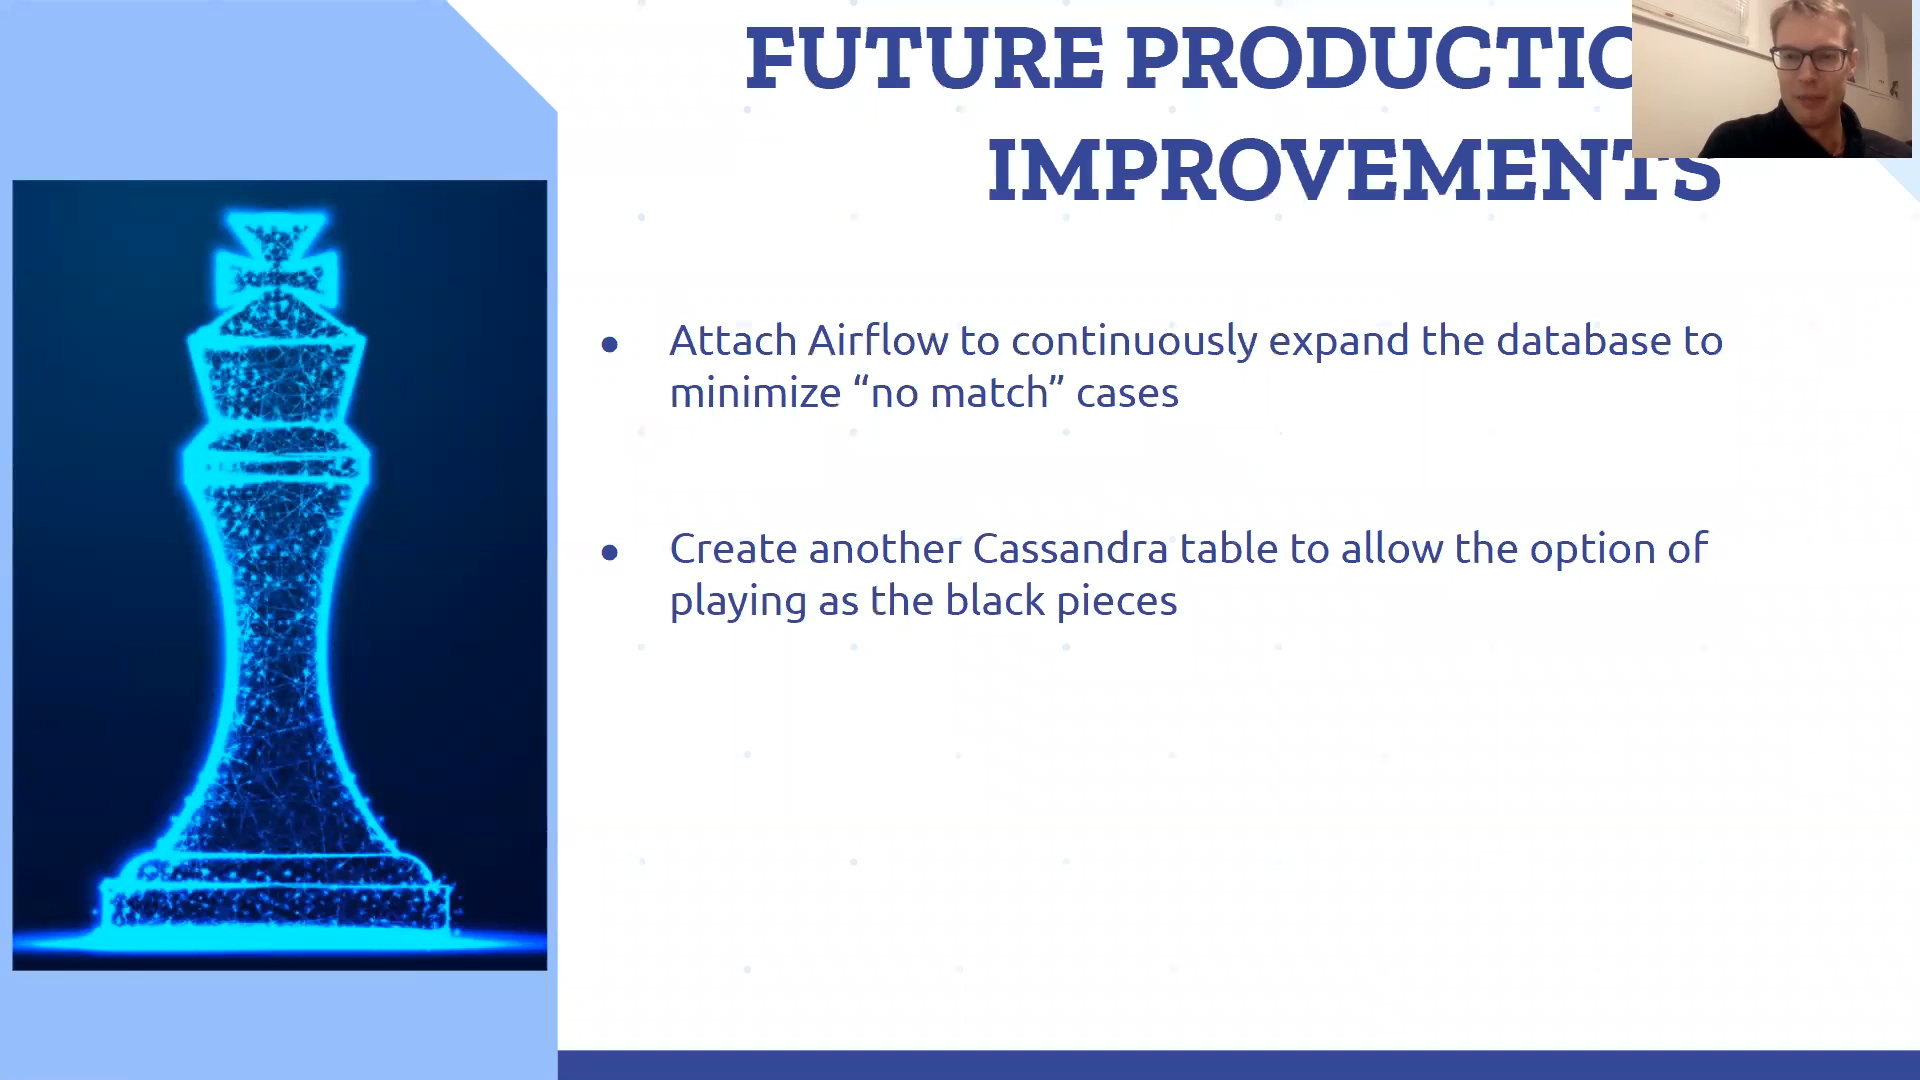 FUTURE PRODUCTIO
IMPROVEMENTS
● Attach Airflow to continuously expand the database to
minimize “no match” cases
● Create another Cassandra table to allow the option of
playing as the black pieces